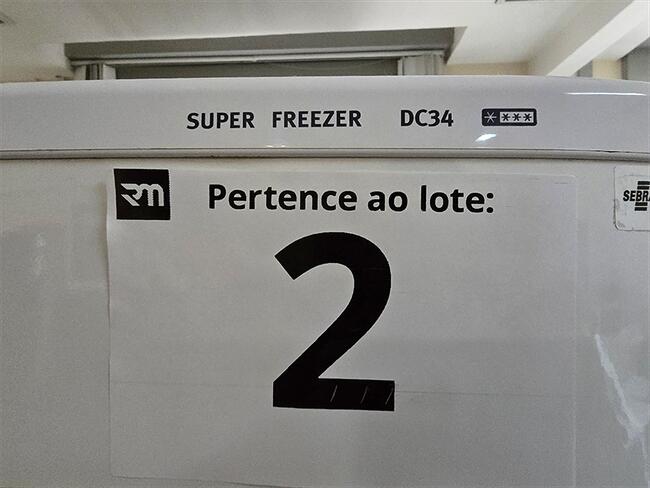 SUPER FREEZER DC34
RM Pertence ao lote:
2